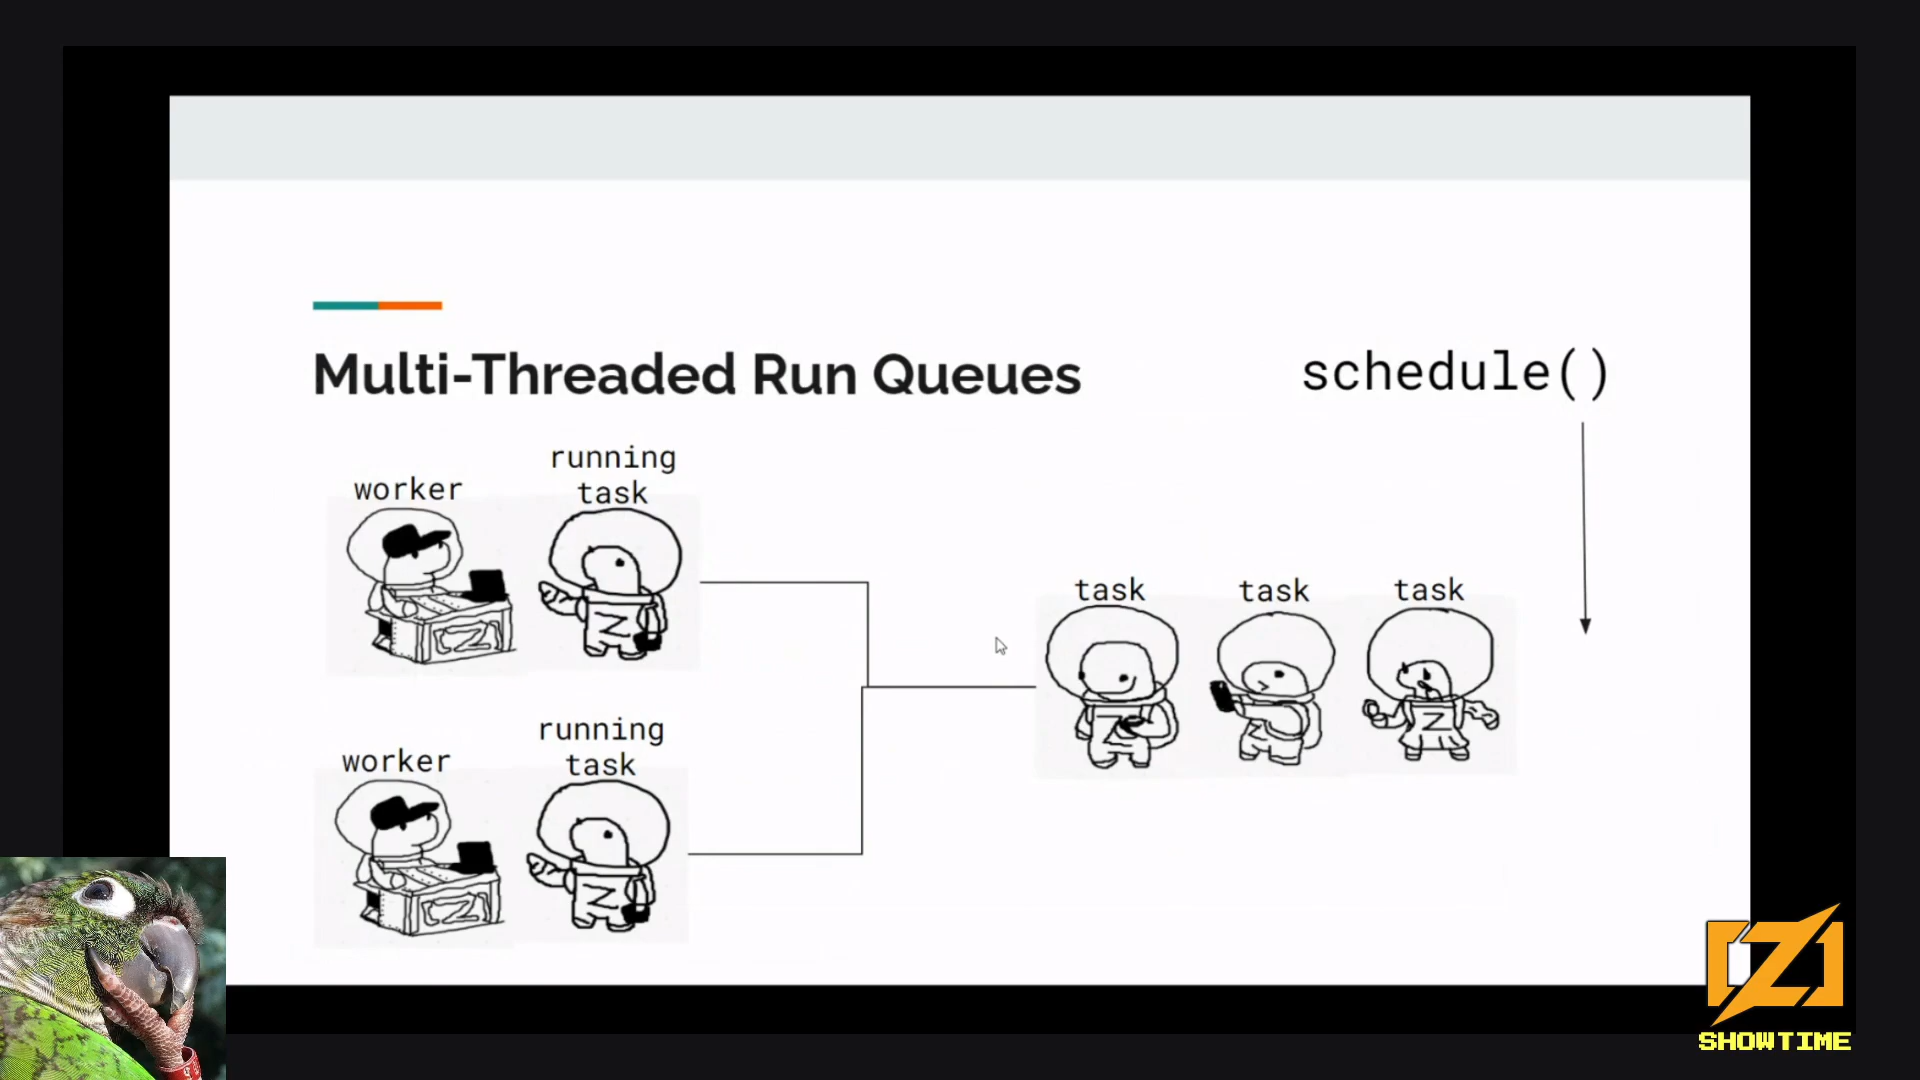 Multi-Threaded Run Queues
schedule()
worker
running
task
task
task
task
Z
Z
Z
Z
Z
worker
running
task
Z
Z
SHOWTIME